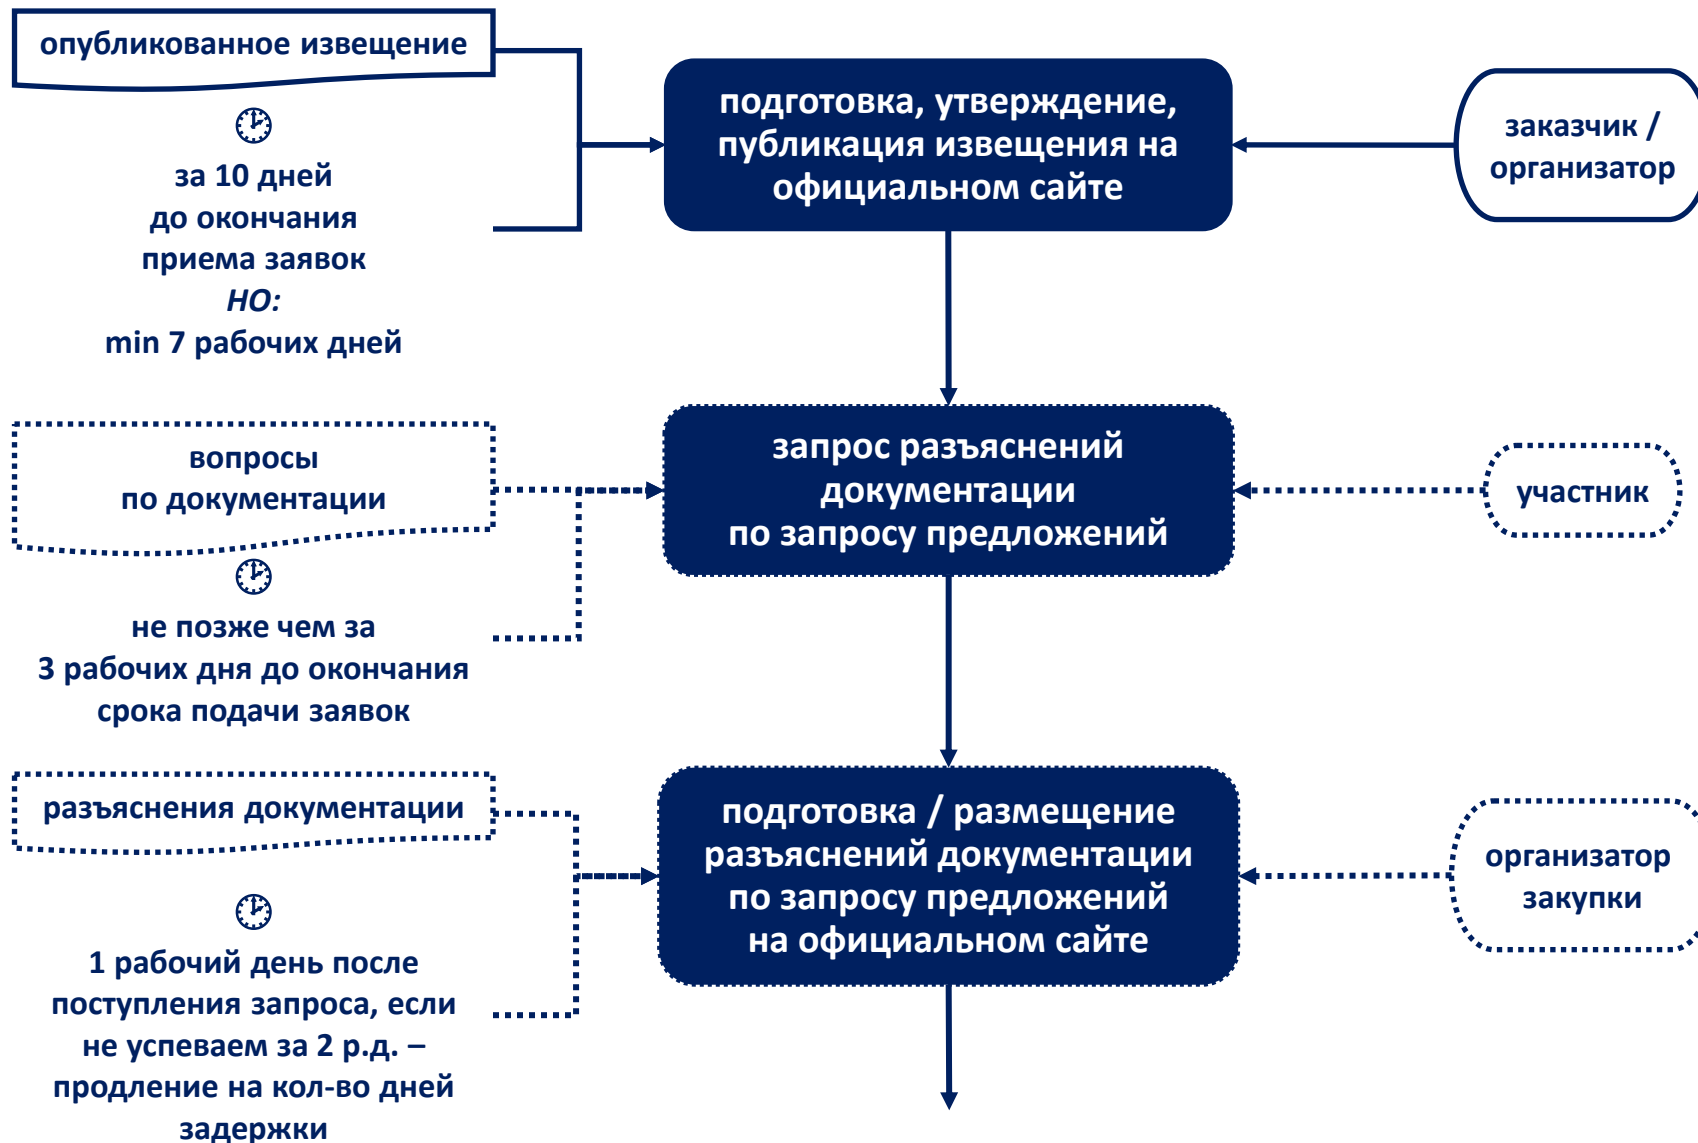 опубликованное извещение
за 10 дней
до окончания
приема заявок
НО:
min 7 рабочих дней
подготовка, утверждение,
публикация извещения на
официальном сайте
заказчик /
организатор
вопросы
по документации
не позже чем за
3 рабочих дня до окончания
срока подачи заявок
запрос разъяснений
документации
по запросу предложений
участник
разъяснения документации
1 рабочий день после
поступления запроса, если
не успеваем за 2 р.д. –
продление на кол-во дней
задержки
подготовка / размещение
разъяснений документации
по запросу предложений
на официальном сайте
организатор
закупки